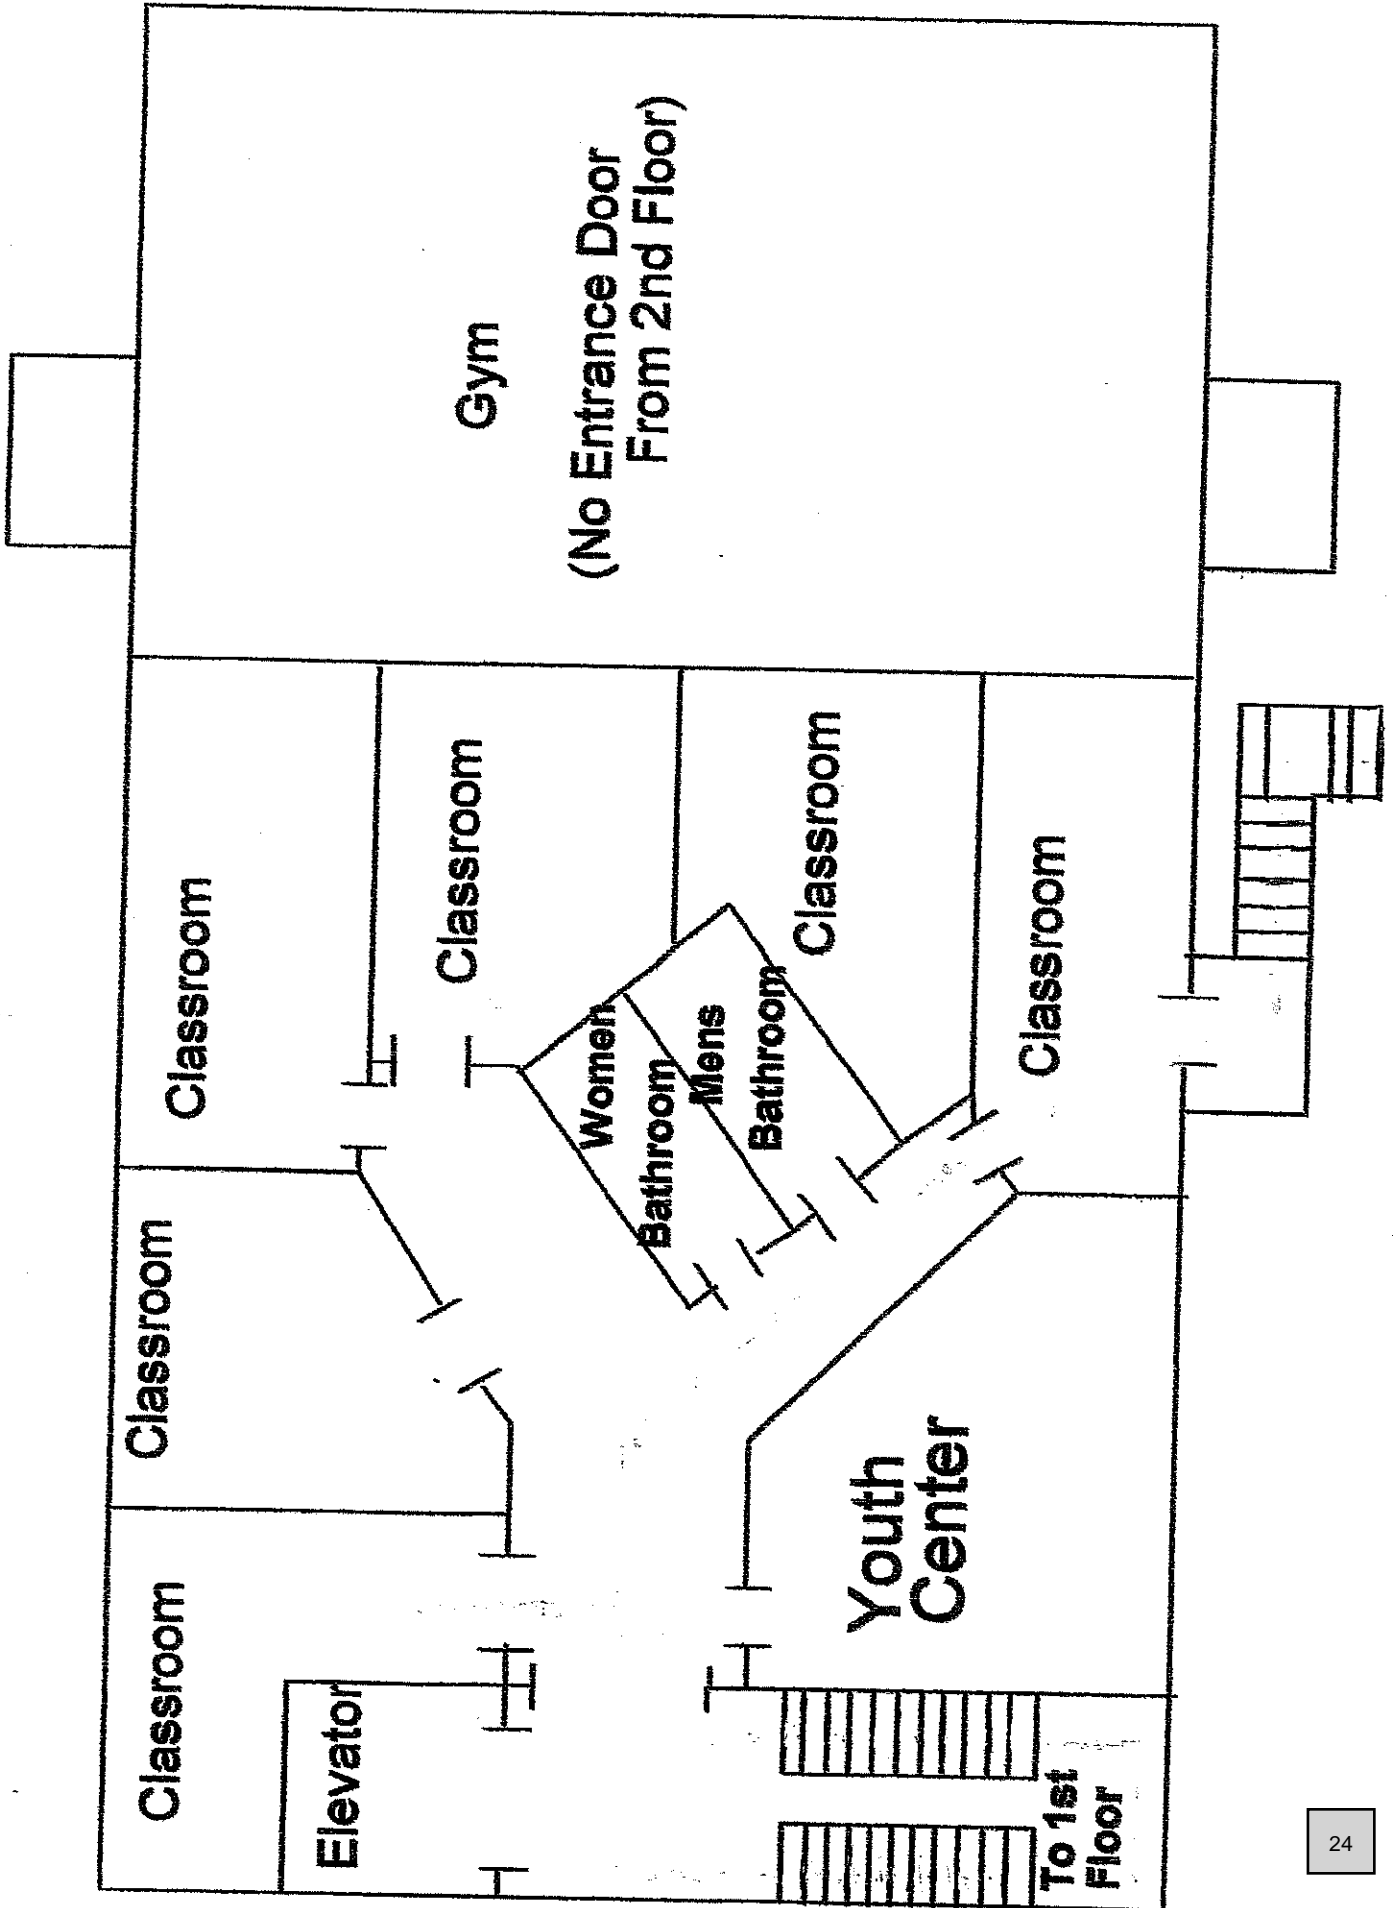 Gym
(No Entrance Door
From 2nd Floor)
Classroom
Classroom
Classroom
Classroom
Women
Bathroom
Mens
Bathroom
Classroom
Classroom
Elevator
Youth
Center
To 1st
Floor
24